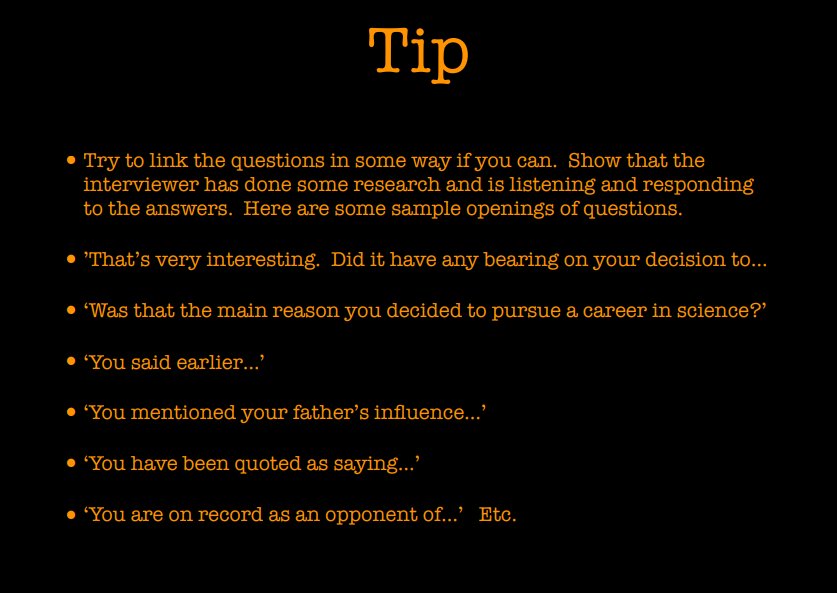 Tip
• Try to link the questions in some way if you can.  Show that the
interviewer has done some research and is listening and responding
to the answers.  Here are some sample openings of questions.
• ’That’s very interesting.  Did it have any bearing on your decision to...
• ‘Was that the main reason you decided to pursue a career in science?’
• ‘You said earlier...’
• ‘You mentioned your father’s influence...’
• ‘You have been quoted as saying...’
• ‘You are on record as an opponent of...’   Etc.